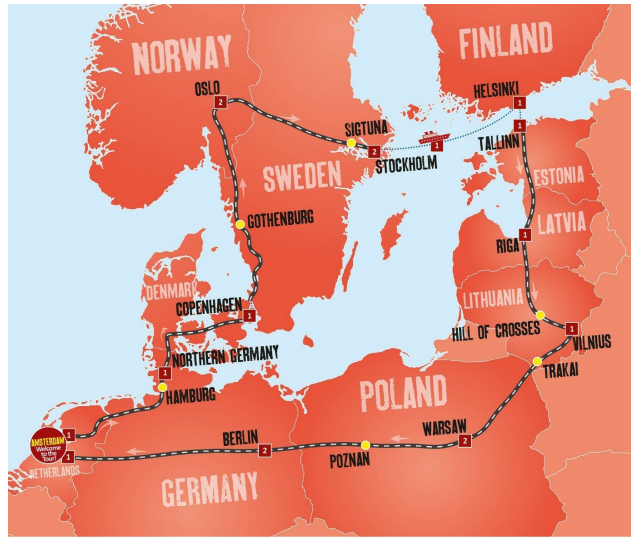 NORWAY
FINLAND
OSLO
2
HELSINKI
1
SIGTUNA
1
TALLINN
2
STOCKHOLM
1
SWEDEN
ESTONIA
GOTHENBURG
LATVIA
RIGA
1
DENMARK
LITHUANIA
COPENHAGEN
1
HILL OF CROSSES
1
VILNIUS
NORTHERN GERMANY
1
TRAKAI
HAMBURG
POLAND
AMSTERDAM
Welcome
to the
Tour!
1
1
NETHERLANDS
BERLIN
2
WARSAW
2
POZNAN
GERMANY